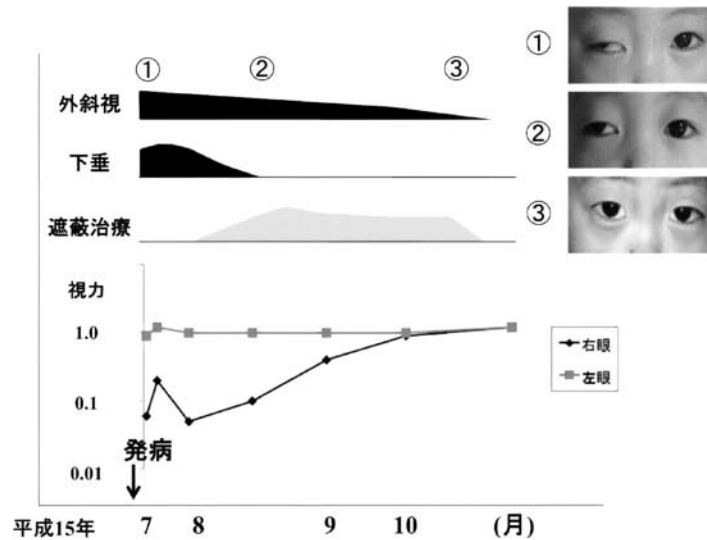 ① ② ③
外斜視
下垂
遮蔽治療
視力
1.0
0.1
0.01
発病
平成15年 7 8 9 10 (月)
右眼
左眼
①
②
③